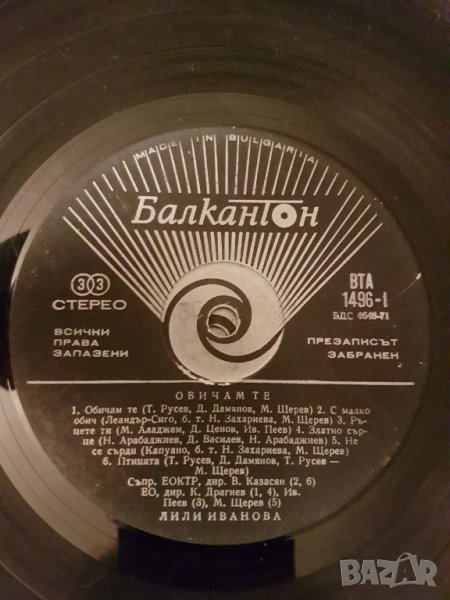 MADE IN BULGARIA
БалканТон
33
СТЕРЕО
ВТА
1496-I
БДС 9648-71
ВСИЧКИ
ПРАВА
ЗАПАЗЕНИ
ПРЕЗАПИСЪТ
ЗАБРАНЕН
ОБИЧАМ ТЕ
1. Обичам те (Т. Русев, Д. Дамянов, М. Щерев) 2. С малко
обич (Леандър-Сиго, б. т. Н. Захариева, М. Щерев) 3. Ръ-
цете ти (М. Аладжем, Д. Ценов, Ив. Пеев) 4. Златно сър-
це (Н. Арабаджиев, Д. Василев, Н. Арабаджиев) 5. Не
се сърди (Капуано, б. т. Н. Захариева, М. Щерев)
6. Птицата (Т. Русев, Д. Дамянов, Т. Русев —
М. Щерев)
Съпр. ЕОКТР, дир. В. Казасян (2, 6)
ЕО, дир. К. Драгнев (1, 4), Ив.
Пеев (3), М. Щерев (5)
ЛИЛИ ИВАНОВА
BAZAR